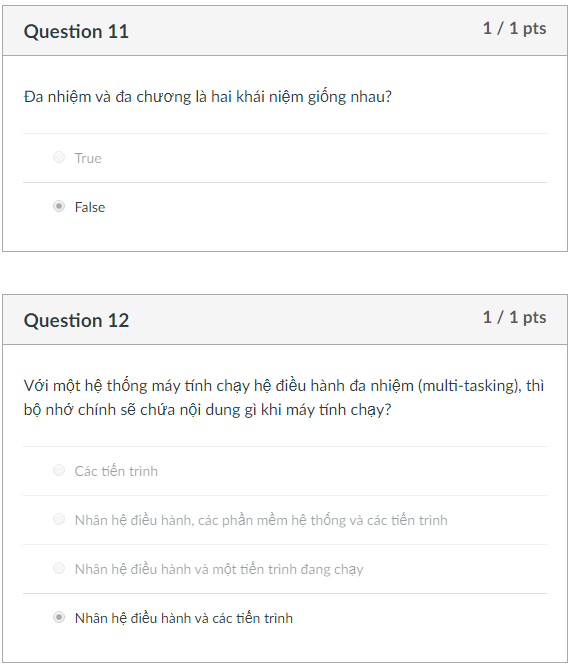 Question 11
1 / 1 pts
Đa nhiệm và đa chương là hai khái niệm giống nhau?
True
False
Question 12
1 / 1 pts
Với một hệ thống máy tính chạy hệ điều hành đa nhiệm (multi-tasking), thì
bộ nhớ chính sẽ chứa nội dung gì khi máy tính chạy?
Các tiến trình
Nhân hệ điều hành, các phần mềm hệ thống và các tiến trình
Nhân hệ điều hành và một tiến trình đang chạy
Nhân hệ điều hành và các tiến trình